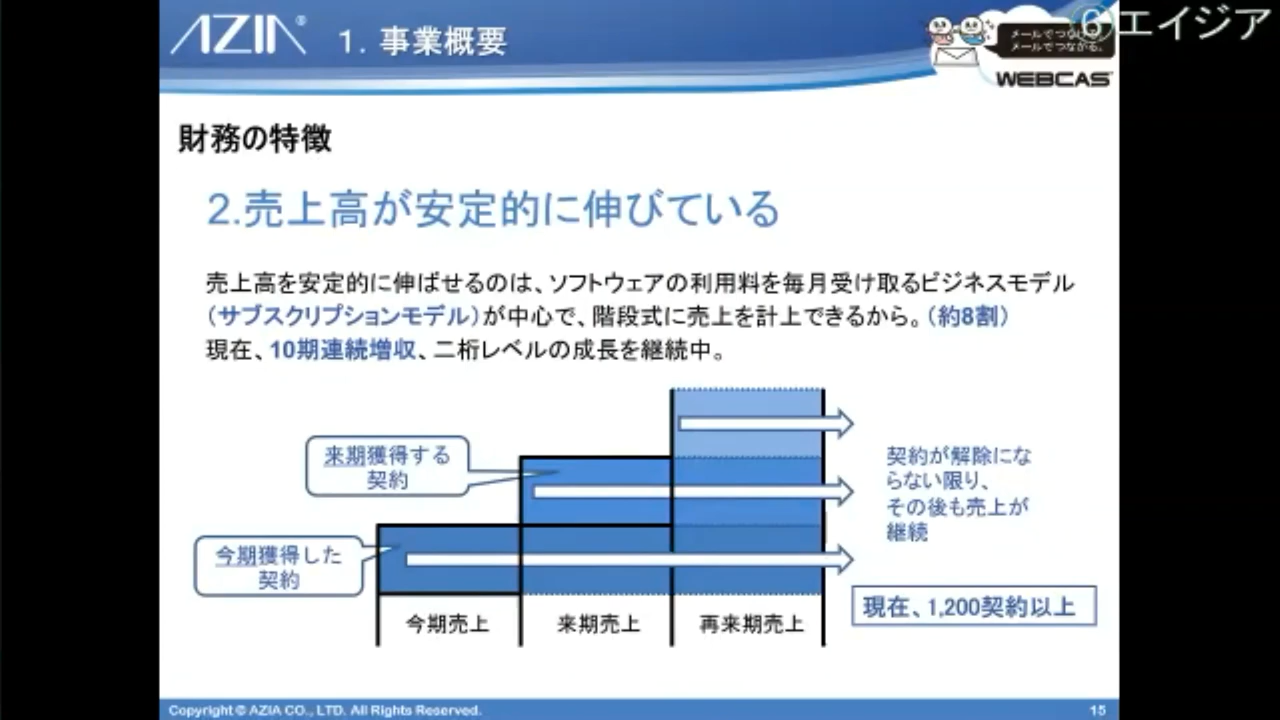 AZIA® 1. 事業概要
⑥エイジア
メールでつ
メールでつながる。
WEBCAS
財務の特徴
2.売上高が安定的に伸びている
売上高を安定的に伸ばせるのは、ソフトウェアの利用料を毎月受け取るビジネスモデル
（サブスクリプションモデル）が中心で、階段式に売上を計上できるから。（約8割）
現在、10期連続増収、二桁レベルの成長を継続中。
来期獲得する
契約
今期獲得した
契約
契約が解除にな
らない限り、
その後も売上が
継続
現在、1,200契約以上
今期売上 来期売上 再来期売上
Copyright © AZIA CO., LTD. All Rights Reserved. 15